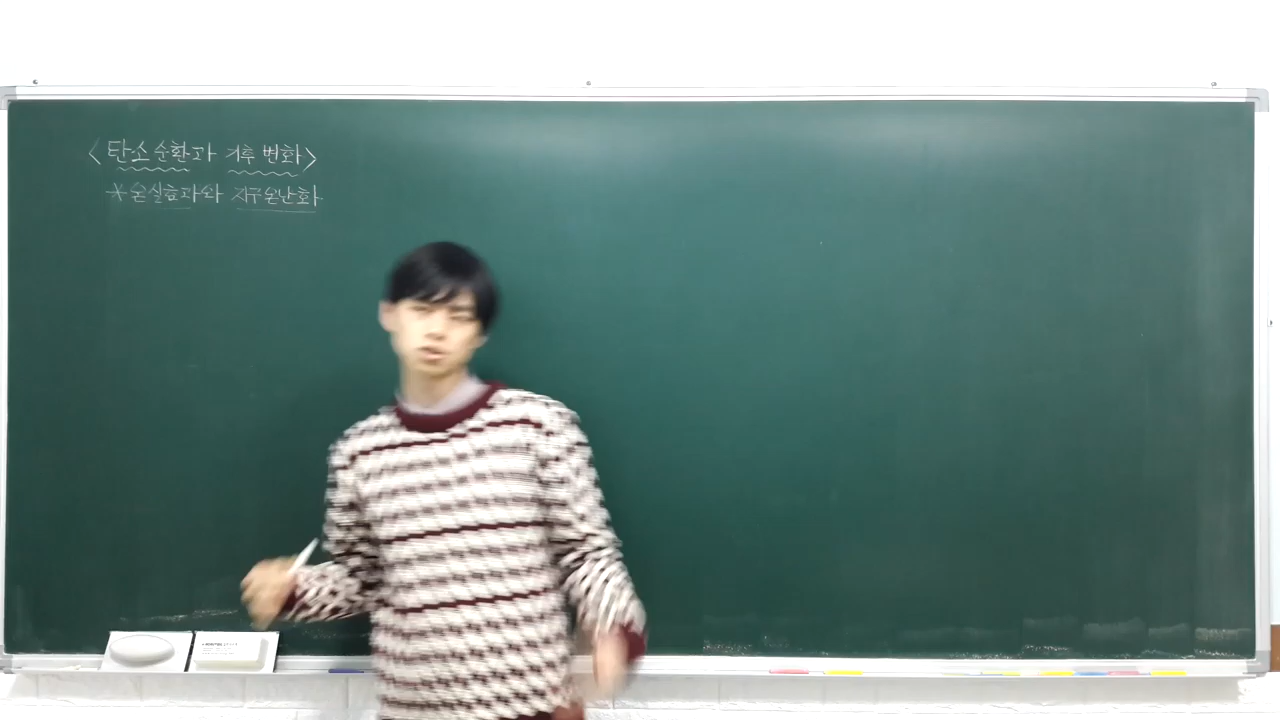 <탄소 순환과 기후 변화>
* 온실효과와 지구온난화